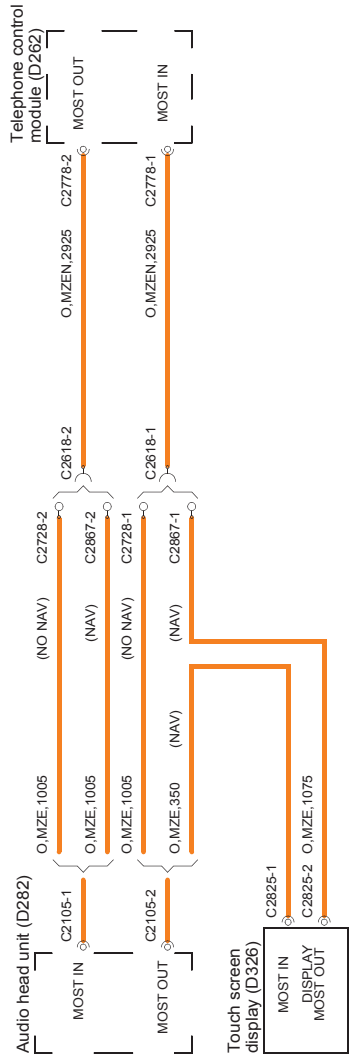 Telephone control
module (D262)
MOST OUT
MOST IN
C2778-2
C2778-1
O,MZEN,2925
O,MZEN,2925
C2618-2
C2618-1
C2728-2
C2867-2
C2728-1
C2867-1
(NO NAV)
(NAV)
(NO NAV)
(NAV)
(NAV)
O,MZE,1005
O,MZE,1005
O,MZE,1005
O,MZE,350
O,MZE,1075
C2105-1
C2105-2
C2825-1
C2825-2
Audio head unit (D282)
MOST IN
MOST OUT
Touch screen
display (D326)
MOST IN
DISPLAY
MOST OUT